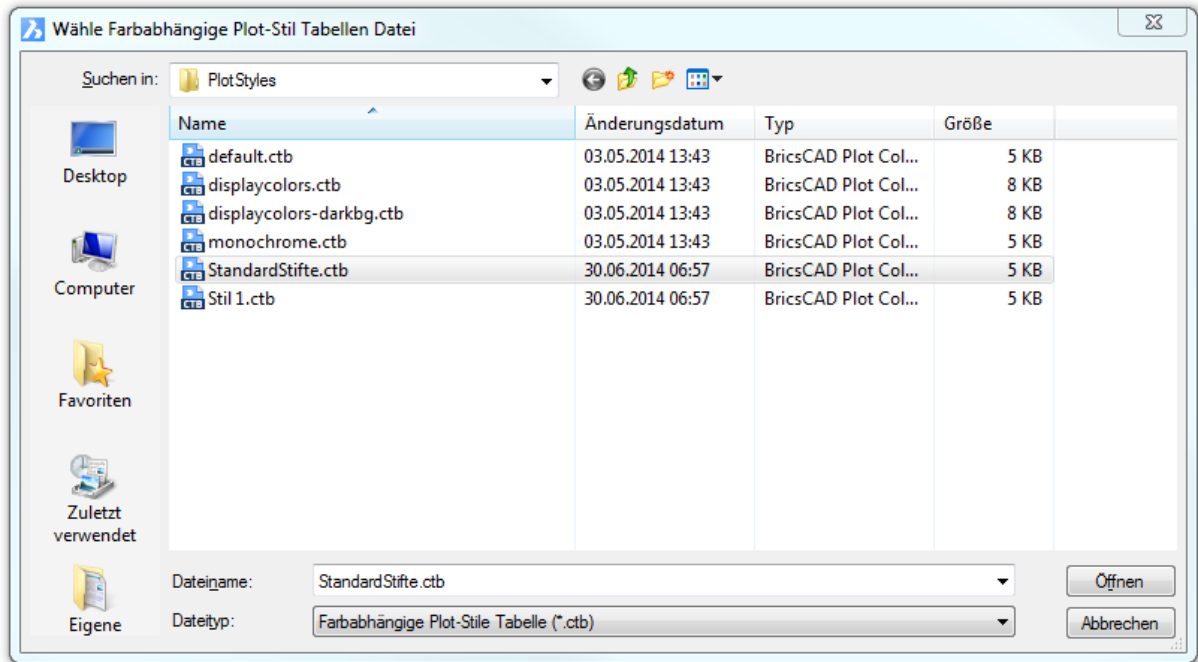 Wähle Farbabhängige Plot-Stil Tabellen Datei
Suchen in: PlotStyles
Name Änderungsdatum Typ Größe
default.ctb 03.05.2014 13:43 BricsCAD Plot Col... 5 KB
displaycolors.ctb 03.05.2014 13:43 BricsCAD Plot Col... 8 KB
displaycolors-darkbg.ctb 03.05.2014 13:43 BricsCAD Plot Col... 8 KB
monochrome.ctb 03.05.2014 13:43 BricsCAD Plot Col... 5 KB
StandardStifte.ctb 30.06.2014 06:57 BricsCAD Plot Col... 5 KB
Stil 1.ctb 30.06.2014 06:57 BricsCAD Plot Col... 5 KB
Desktop
Computer
Favoriten
Zuletzt
verwendet
Eigene
Dateiname: StandardStifte.ctb Öffnen
Dateityp: Farbabhängige Plot-Stile Tabelle (*.ctb) Abbrechen